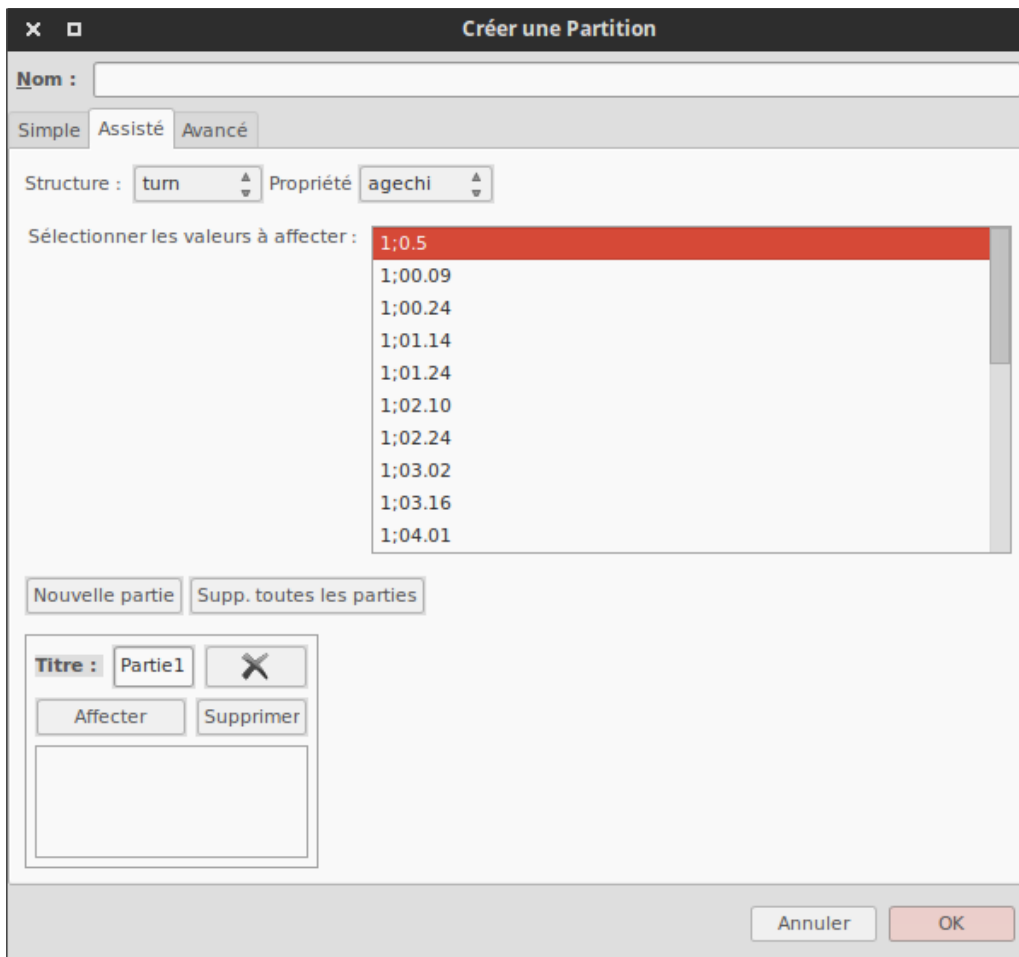 Créer une Partition
Nom :
Simple Assisté Avancé
Structure : turn Propriété agechi
Sélectionner les valeurs à affecter :
1;0.5
1;00.09
1;00.24
1;01.14
1;01.24
1;02.10
1;02.24
1;03.02
1;03.16
1;04.01
Nouvelle partie Supp. toutes les parties
Titre : Partie1
Affecter Supprimer
Annuler OK